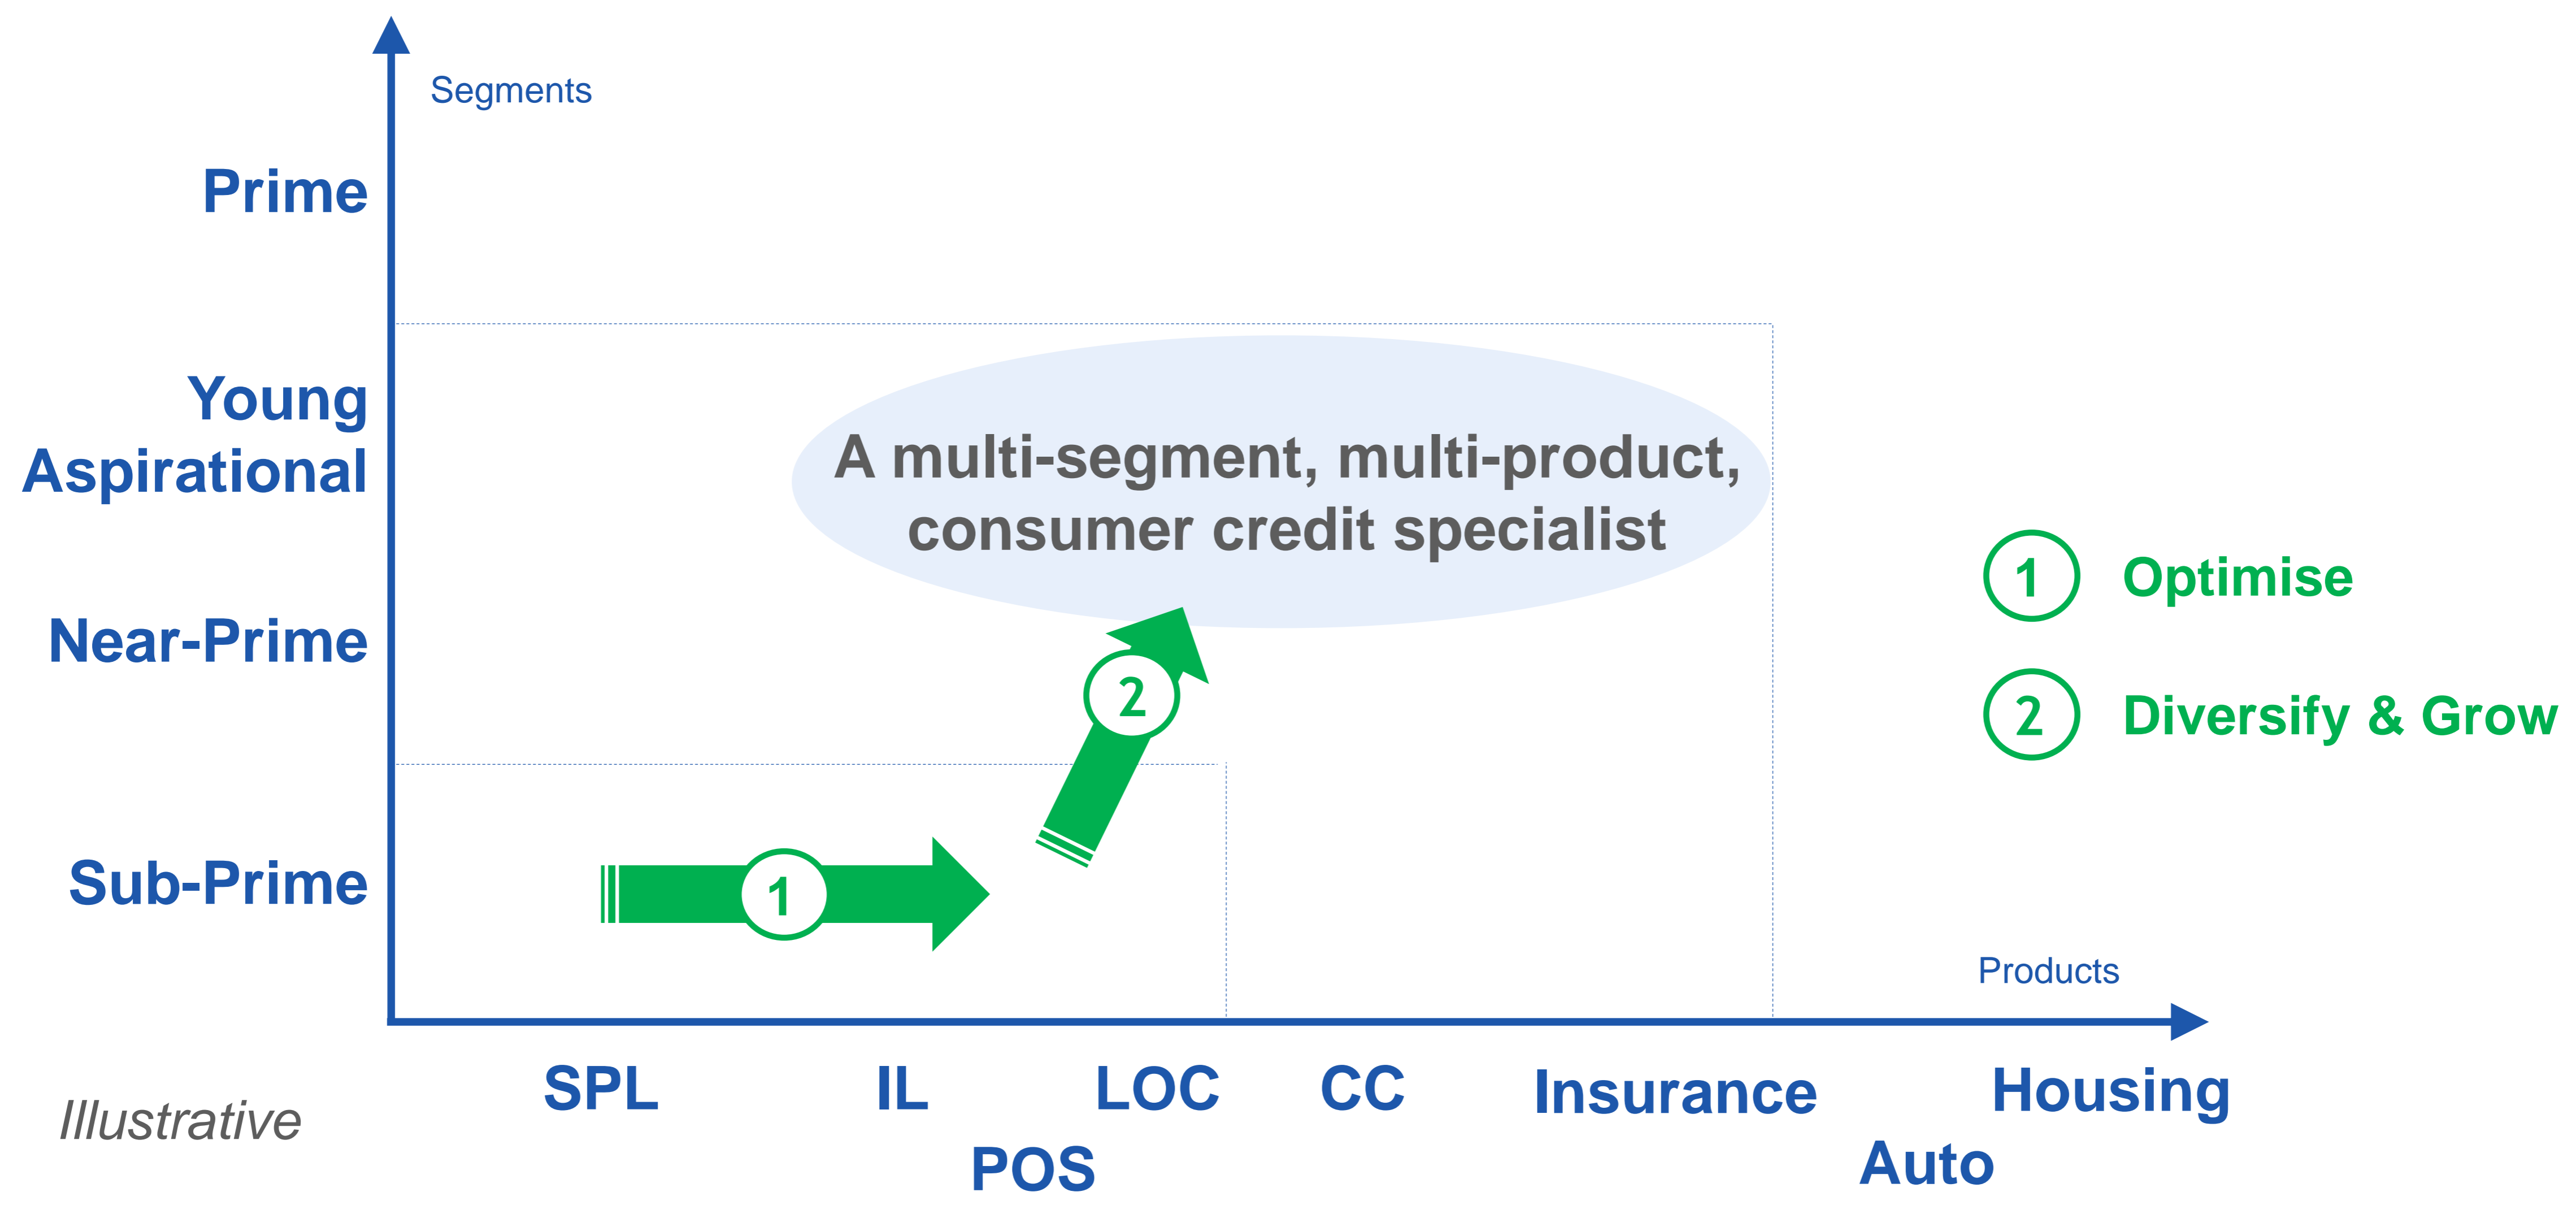 Segments
Prime
Young
Aspirational
A multi-segment, multi-product,
consumer credit specialist
Near-Prime
Sub-Prime
1
2
1 Optimise
2 Diversify & Grow
Products
SPL IL LOC CC Insurance Housing
POS Auto
Illustrative